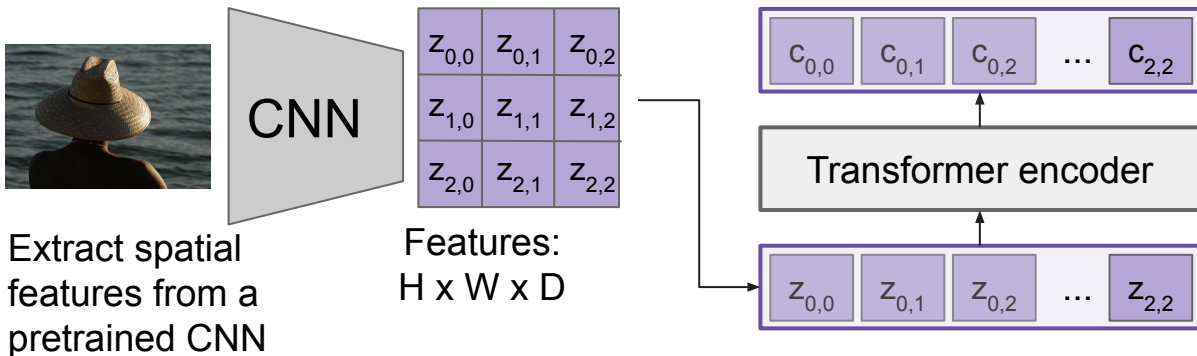 CNN
z0,0 z0,1 z0,2
z1,0 z1,1 z1,2
z2,0 z2,1 z2,2
Extract spatial
features from a
pretrained CNN
Features:
H x W x D
c0,0 c0,1 c0,2 ... c2,2
Transformer encoder
z0,0 z0,1 z0,2 ... z2,2